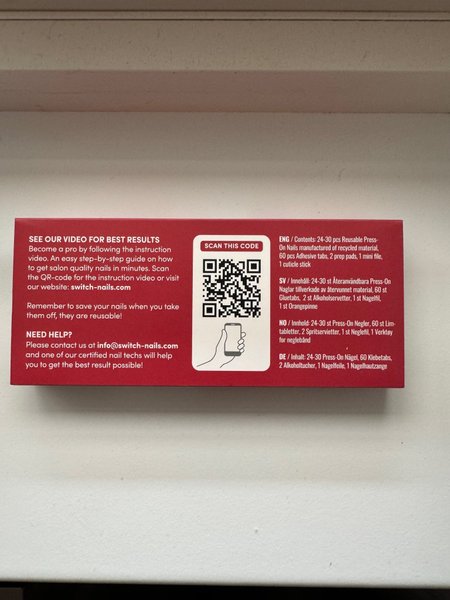 SEE OUR VIDEO FOR BEST RESULTS
Become a pro by following the instruction
video. An easy step-by-step guide on how
to get salon quality nails in minutes. Scan
the QR-code for the instruction video or visit
our website: switch-nails.com
Remember to save your nails when you take
them off, they are reusable!
NEED HELP?
Please contact us at info@switch-nails.com
and one of our certified nail techs will help
you to get the best result possible!
SCAN THIS CODE
ENG / Contents: 24-30 pcs Reusable Press-
On Nails manufactured of recycled material,
60 pcs Adhesive tabs, 2 prep pads, 1 mini file,
1 cuticle stick
SV / Innehåll: 24-30 st Återanvändbara Press-On
Naglar tillverkade av återvunnet material, 60 st
Gluetabs, 2 st Alkoholservetter, 1 st Nagelfil,
1 st Orangepinne
NO / Innhold: 24-30 st Press-On Negler, 60 st Lim-
tabletter, 2 Spritservetter, 1 st Neglefil, 1 Verktøy
for neglebånd
DE / Inhalt: 24-30 Press-On Nägel, 60 Klebetabs,
2 Alkoholtucher, 1 Nagelfeile, 1 Nagelhautzange